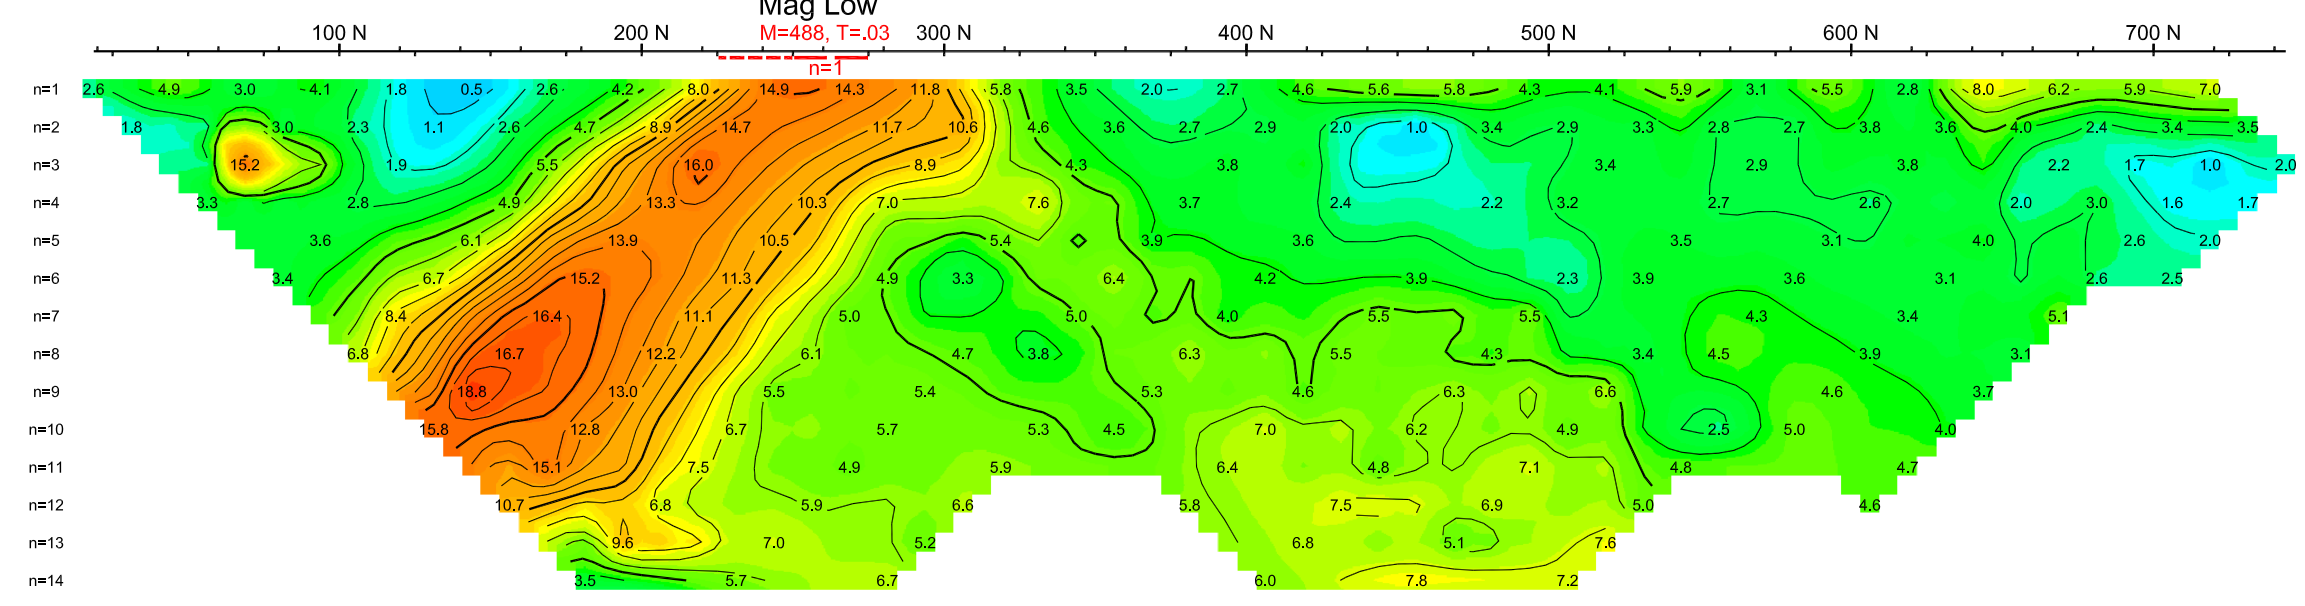 Mag Low
M=488, T=.03
100 N 200 N 300 N 400 N 500 N 600 N 700 N
n=1
n=1 2.6 4.9 3.0 4.1 1.8 0.5 2.6 4.2 8.0 14.9 14.3 11.8 5.8 3.5 2.0 2.7 4.6 5.6 5.8 4.3 4.1 5.9 3.1 5.5 2.8 8.0 6.2 5.9 7.0
n=2 1.8 3.0 2.3 1.1 2.6 4.7 8.9 14.7 11.7 10.6 4.6 3.6 2.7 2.9 2.0 1.0 3.4 2.9 3.3 2.8 2.7 3.8 3.6 4.0 2.4 3.4 3.5
n=3 15.2 1.9 5.5 16.0 8.9 4.3 3.8 3.4 2.9 3.8 2.2 1.7 1.0 2.0
n=4 3.3 2.8 4.9 13.3 10.3 7.0 7.6 3.7 2.4 2.2 3.2 2.7 2.6 2.0 3.0 1.6 1.7
n=5 3.6 6.1 13.9 10.5 5.4 3.9 3.6 3.5 3.1 4.0 2.6 2.0
n=6 3.4 6.7 15.2 11.3 4.9 3.3 6.4 4.2 3.9 2.3 3.9 3.6 3.1 2.6 2.5
n=7 8.4 16.4 11.1 5.0 5.0 4.0 5.5 5.5 4.3 3.4 5.1
n=8 6.8 16.7 12.2 6.1 4.7 3.8 6.3 5.5 4.3 3.4 4.5 3.9 3.1
n=9 18.8 13.0 5.5 5.4 5.3 4.6 6.3 6.6 4.6 3.7
n=10 15.8 12.8 6.7 5.7 5.3 4.5 7.0 6.2 4.9 2.5 5.0 4.0
n=11 15.1 7.5 4.9 5.9 6.4 4.8 7.1 4.8 4.7
n=12 10.7 6.8 5.9 6.6 5.8 7.5 6.9 5.0 4.6
n=13 9.6 7.0 5.2 6.8 5.1 7.6
n=14 3.5 5.7 6.7 6.0 7.8 7.2